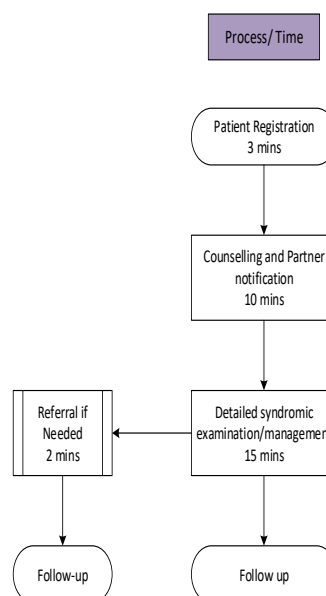 Process/ Time
Patient Registration
3 mins
Counselling and Partner
notification
10 mins
Referral if
Needed
2 mins
Detailed syndromic
examination/management
15 mins
Follow-up
Follow up